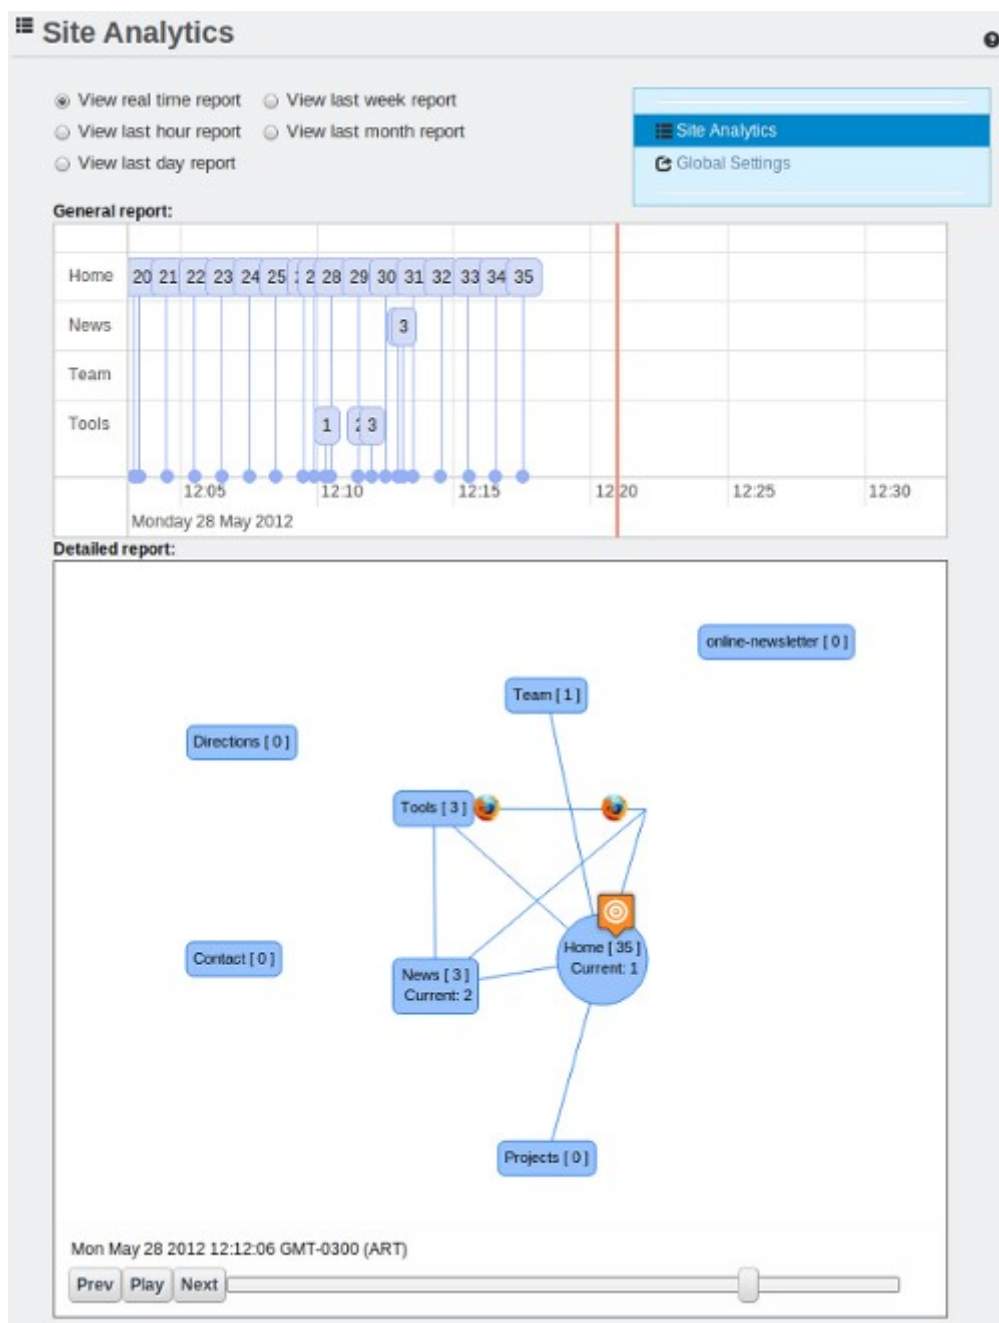 Site Analytics
View real time report
View last week report
View last hour report
View last month report
View last day report
Site Analytics
Global Settings
General report:
Home 20 21 22 23 24 25 2 28 29 30 31 32 33 34 35
News 3
Team
Tools 1 2 3
12:05 12:10 12:15 12:20 12:25 12:30
Monday 28 May 2012
Detailed report:
online-newsletter [ 0 ]
Team [ 1 ]
Directions [ 0 ]
Tools [ 3 ]
Home [ 35 ]
Current: 1
Contact [ 0 ]
News [ 3 ]
Current: 2
Projects [ 0 ]
Mon May 28 2012 12:12:06 GMT-0300 (ART)
Prev Play Next